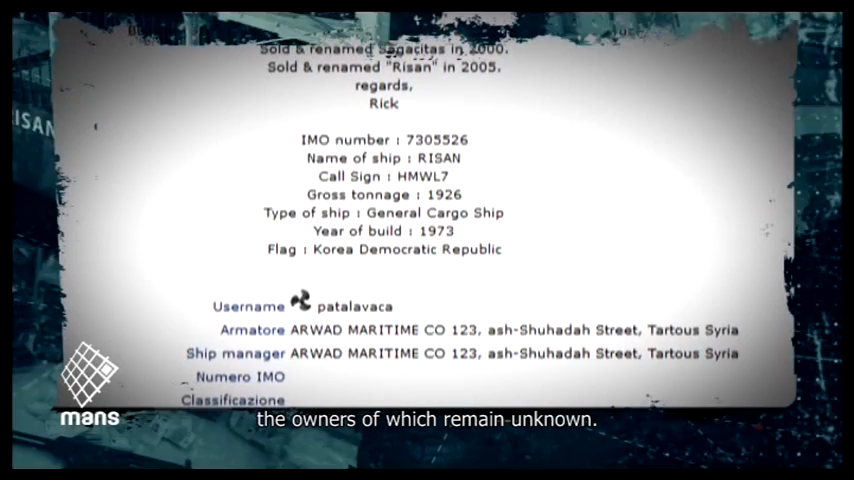 Sold & renamed Sagacitas in 2000.
Sold & renamed "Risan" in 2005.
regards,
Rick
IMO number : 7305526
Name of ship : RISAN
Call Sign : HMWL7
Gross tonnage : 1926
Type of ship : General Cargo Ship
Year of build : 1973
Flag : Korea Democratic Republic
RISAN
Username patalavaca
Armatore ARWAD MARITIME CO 123, ash-Shuhadah Street, Tartous Syria
Ship manager ARWAD MARITIME CO 123, ash-Shuhadah Street, Tartous Syria
Numero IMO
Classificazione
mans
the owners of which remain unknown.